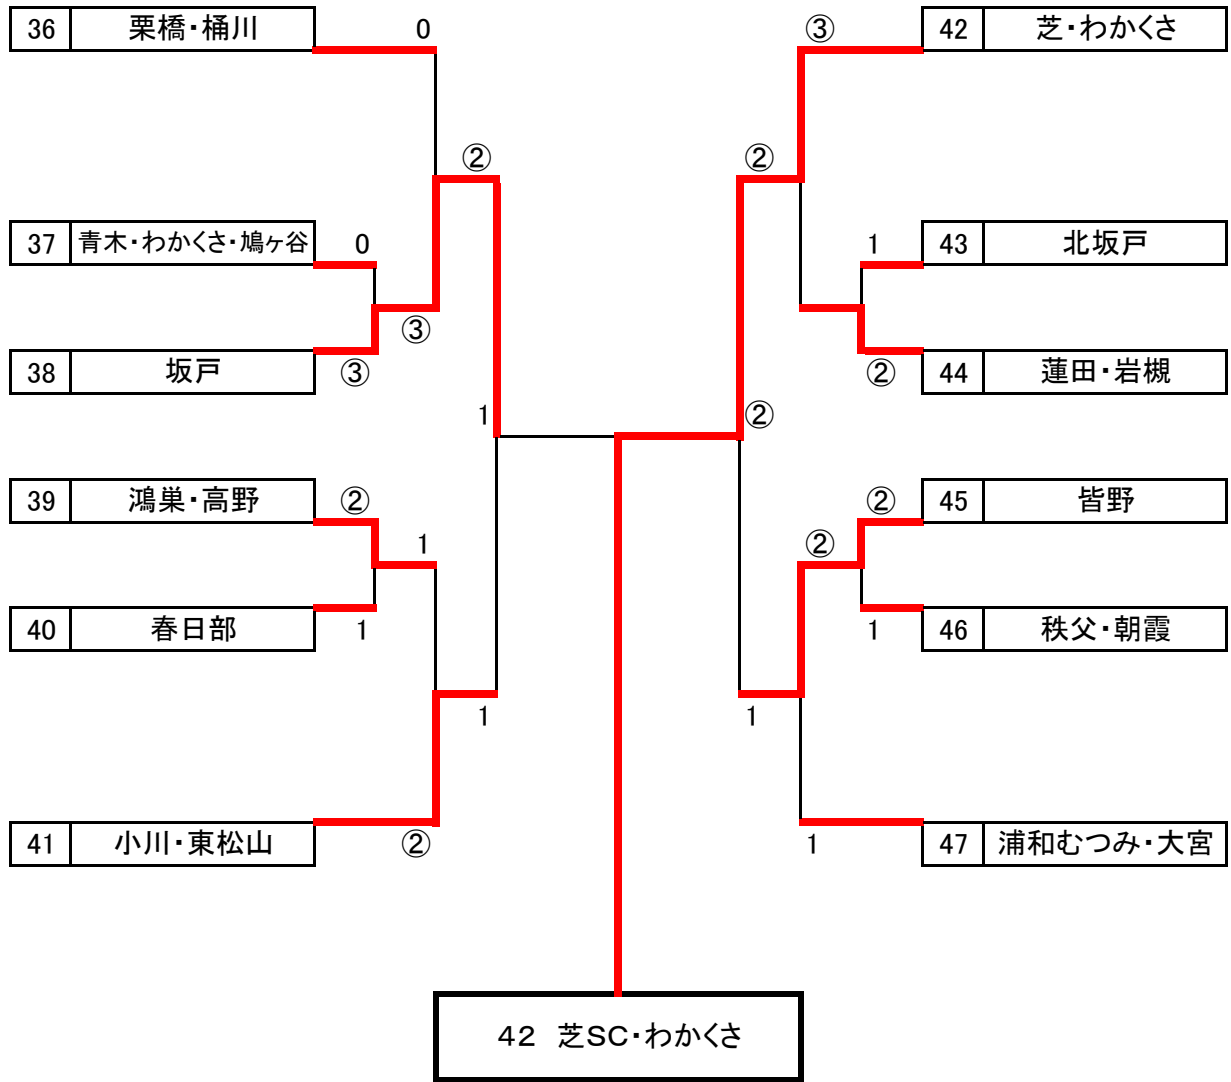 36 栗橋・桶川 0 ③ 42 芝・わかくさ
② ②
37 青木・わかくさ・鳩ヶ谷 0 1 43 北坂戸
③
38 坂戸 ③ ② 44 蓮田・岩槻
1 ②
39 鴻巣・高野 ② ② 45 皆野
1 ②
40 春日部 1 1 46 秩父・朝霞
1 1
41 小川・東松山 ② 1 47 浦和むつみ・大宮
42 芝SC・わかくさ